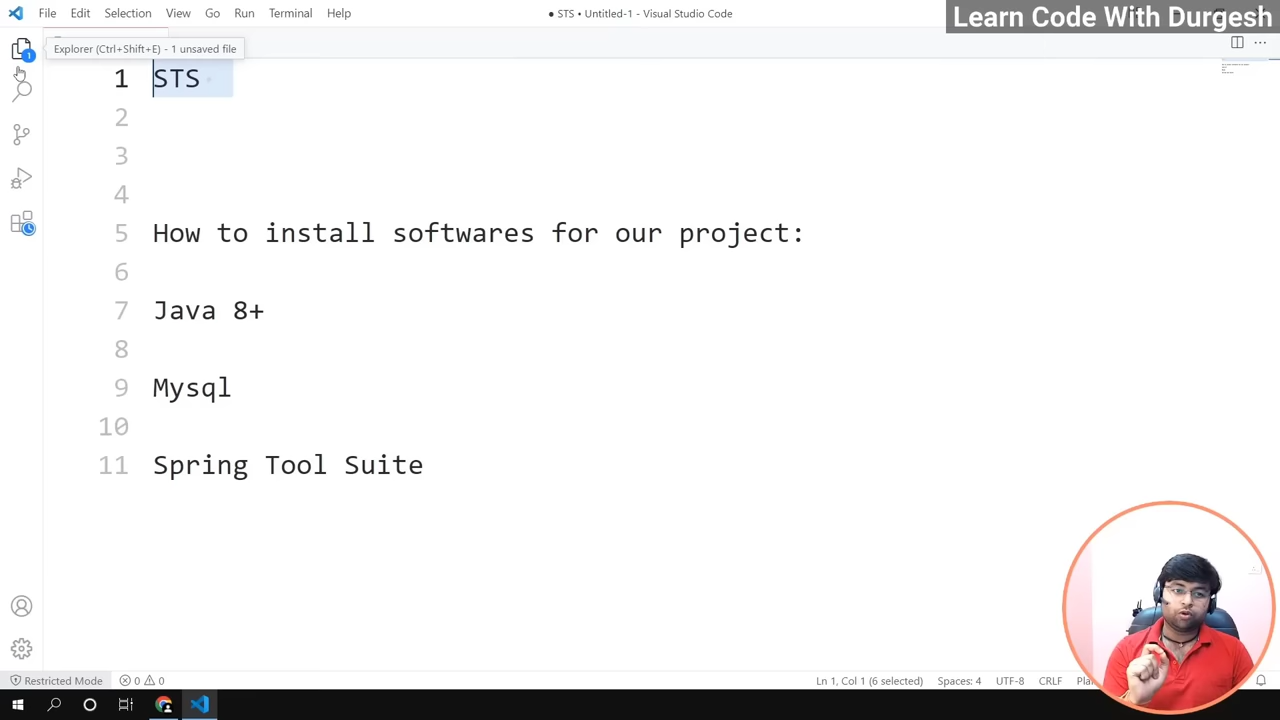 File Edit Selection View Go Run Terminal Help
● STS • Untitled-1 - Visual Studio Code
Learn Code With Durgesh
1
Explorer (Ctrl+Shift+E) - 1 unsaved file
1 STS
2
3
4
5 How to install softwares for our project:
6
7 Java 8+
8
9 Mysql
10
11 Spring Tool Suite
Restricted Mode 0 0 Ln 1, Col 1 (6 selected) Spaces: 4 UTF-8 CRLF